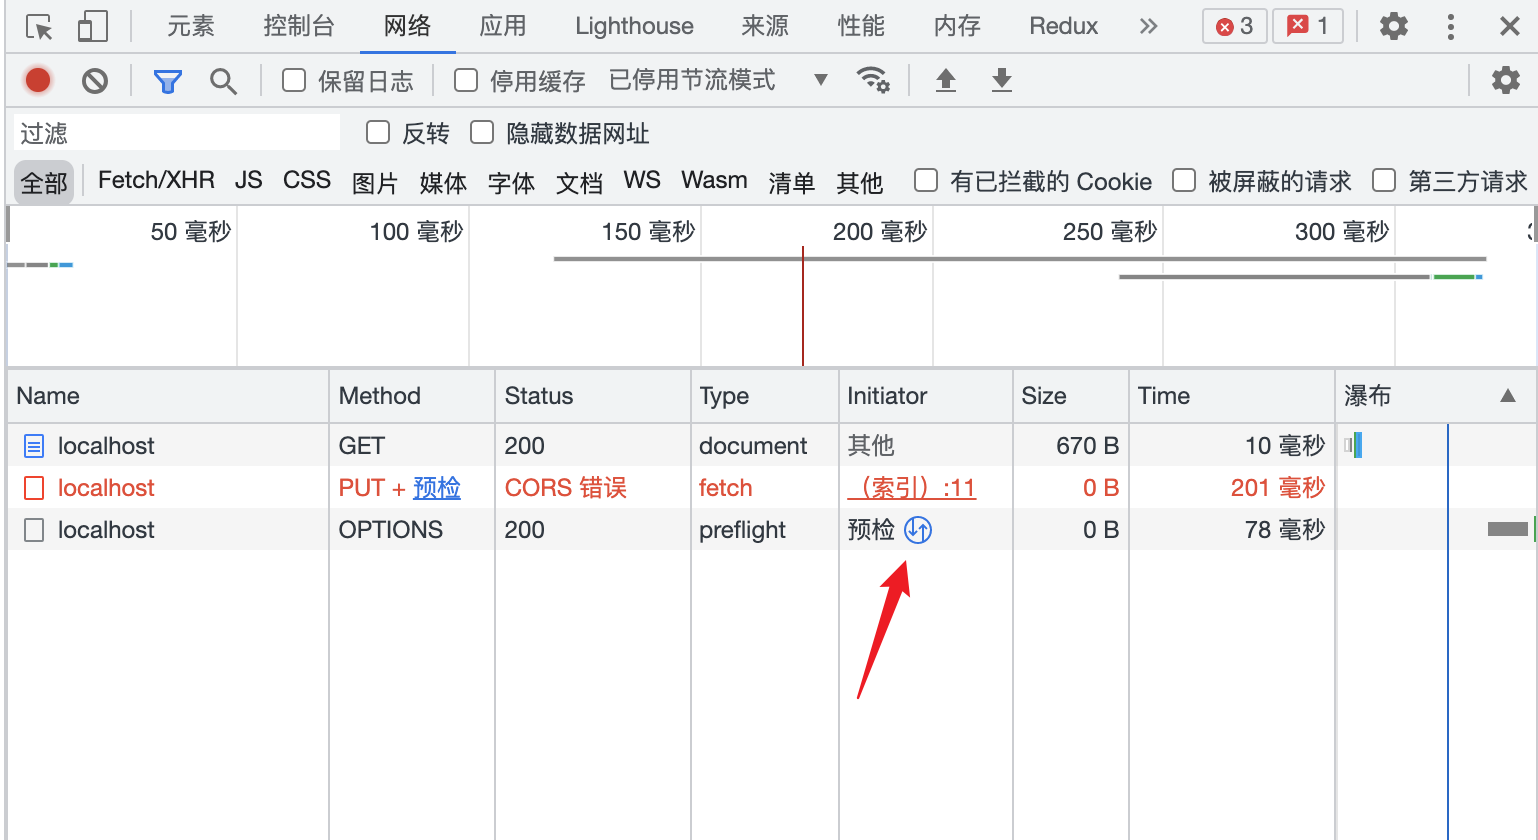 元素 控制台 网络 应用 Lighthouse 来源 性能 内存 Redux 3 1
保留日志 停用缓存 已停用节流模式
过滤 反转 隐藏数据网址
全部 Fetch/XHR JS CSS 图片 媒体 字体 文档 WS Wasm 清单 其他 有已拦截的 Cookie 被屏蔽的请求 第三方请求
50 毫秒 100 毫秒 150 毫秒 200 毫秒 250 毫秒 300 毫秒
Name Method Status Type Initiator Size Time 瀑布
localhost GET 200 document 其他 670 B 10 毫秒
localhost PUT + 预检 CORS 错误 fetch （索引）:11 0 B 201 毫秒
localhost OPTIONS 200 preflight 预检 0 B 78 毫秒